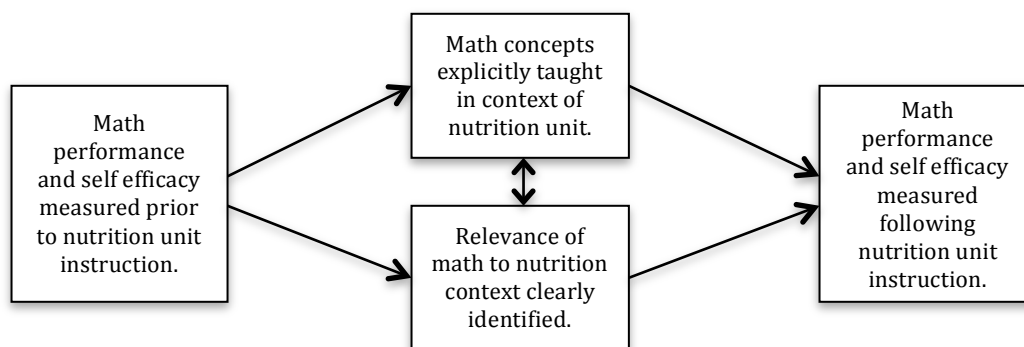 Math
performance
and self efficacy
measured prior
to nutrition unit
instruction.
Math concepts
explicitly taught
in context of
nutrition unit.
Relevance of
math to nutrition
context clearly
identified.
Math
performance
and self efficacy
measured
following
nutrition unit
instruction.